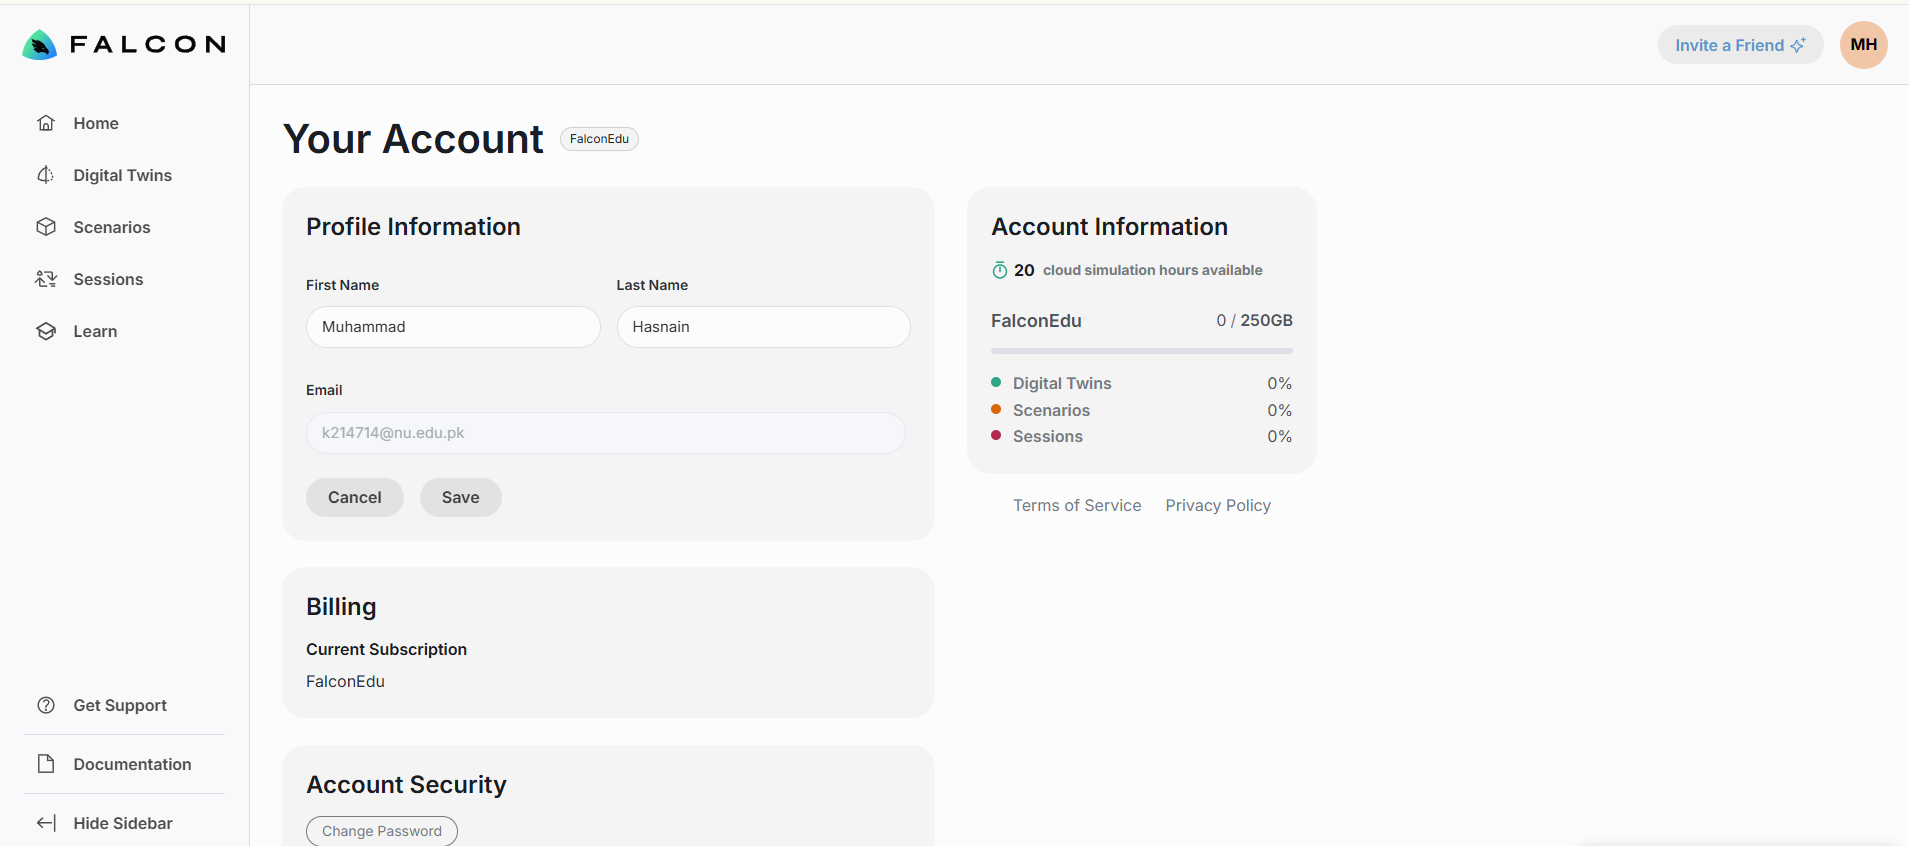 FALCON
Home
Digital Twins
Scenarios
Sessions
Learn
Get Support
Documentation
Hide Sidebar
Invite a Friend
MH
Your Account
FalconEdu
Profile Information
First Name
Last Name
Muhammad
Hasnain
Email
k214714@nu.edu.pk
Cancel
Save
Billing
Current Subscription
FalconEdu
Account Security
Change Password
Account Information
20 cloud simulation hours available
FalconEdu 0 / 250GB
Digital Twins 0%
Scenarios 0%
Sessions 0%
Terms of Service Privacy Policy